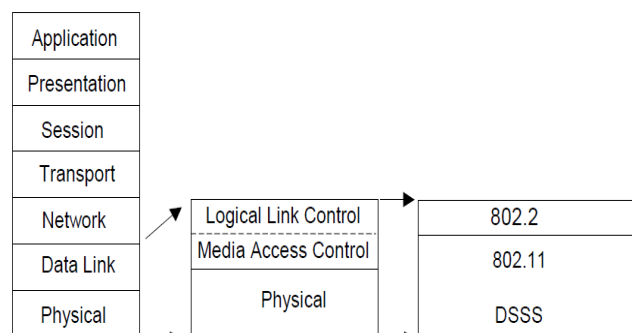 Application
Presentation
Session
Transport
Network
Data Link
Physical
Logical Link Control
Media Access Control
Physical
802.2
802.11
DSSS